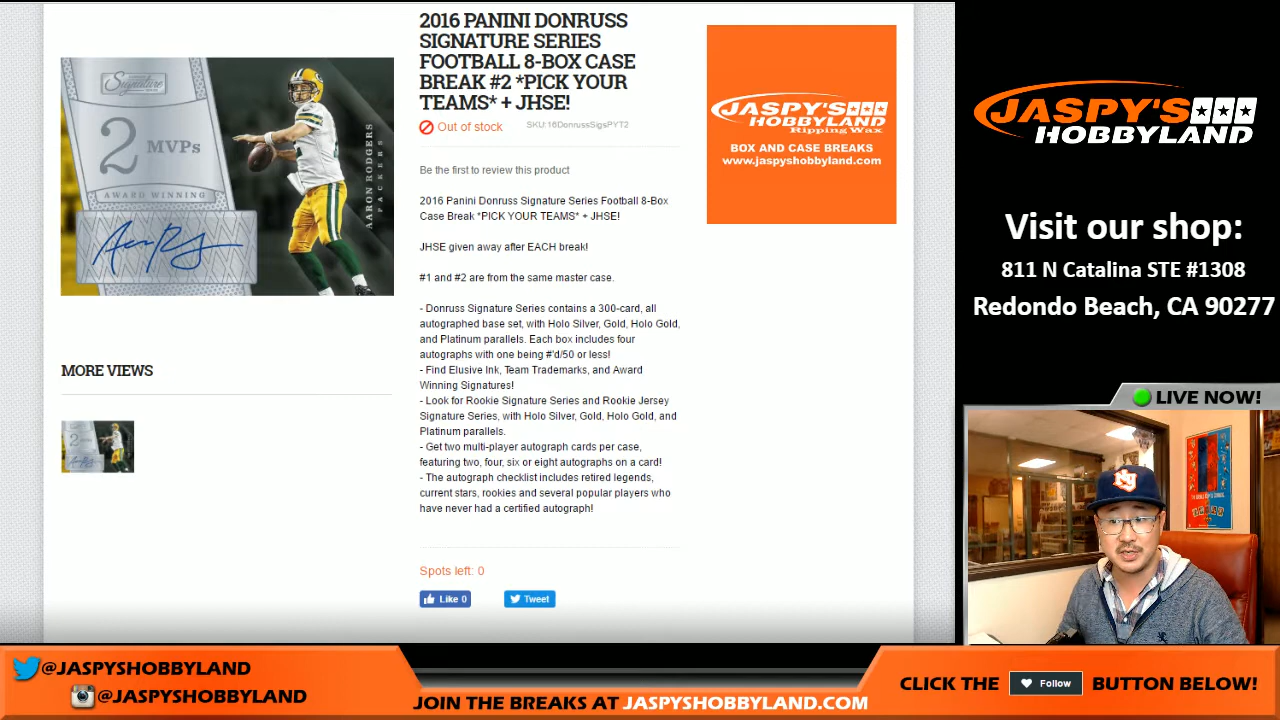 2016 PANINI DONRUSS
SIGNATURE SERIES
FOOTBALL 8-BOX CASE
BREAK #2 *PICK YOUR
TEAMS* + JHSE!
Out of stock
SKU:16DonrussSigsPYT2
Be the first to review this product
2016 Panini Donruss Signature Series Football 8-Box
Case Break *PICK YOUR TEAMS* + JHSE!
JHSE given away after EACH break!
#1 and #2 are from the same master case.
- Donruss Signature Series contains a 300-card, all
autographed base set, with Holo Silver, Gold, Holo Gold,
and Platinum parallels. Each box includes four
autographs with one being #'d/50 or less!
- Find Elusive Ink, Team Trademarks, and Award
Winning Signatures!
- Look for Rookie Signature Series and Rookie Jersey
Signature Series, with Holo Silver, Gold, Holo Gold, and
Platinum parallels.
- Get two multi-player autograph cards per case,
featuring two, four, six or eight autographs on a card!
- The autograph checklist includes retired legends,
current stars, rookies and several popular players who
have never had a certified autograph!
Spots left: 0
Like 0
Tweet
Signature
2 MVPs
AWARD WINNING
AARON RODGERS
PACKERS
MORE VIEWS
JASPY'S
HOBBYLAND
Ripping Wax
BOX AND CASE BREAKS
www.jaspyshobbyland.com
JASPY'S
HOBBYLAND
Visit our shop:
811 N Catalina STE #1308
Redondo Beach, CA 90277
LIVE NOW!
@JASPYSHOBBYLAND
@JASPYSHOBBYLAND
JOIN THE BREAKS AT JASPYSHOBBYLAND.COM
CLICK THE Follow BUTTON BELOW!